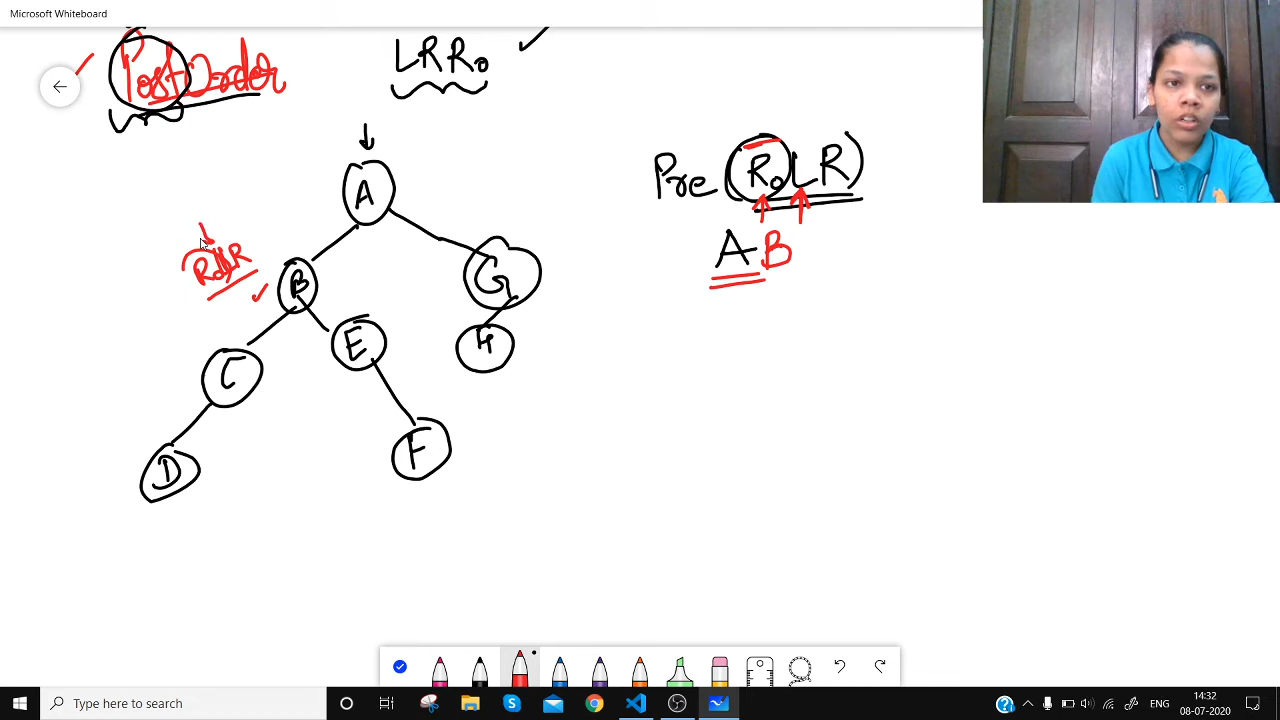 Microsoft Whiteboard
PostOrder
LRRo
Pre (RoLR)
A B
A
RoLR
B
G
C
E
H
D
F
Type here to search
ENG
14:32
08-07-2020